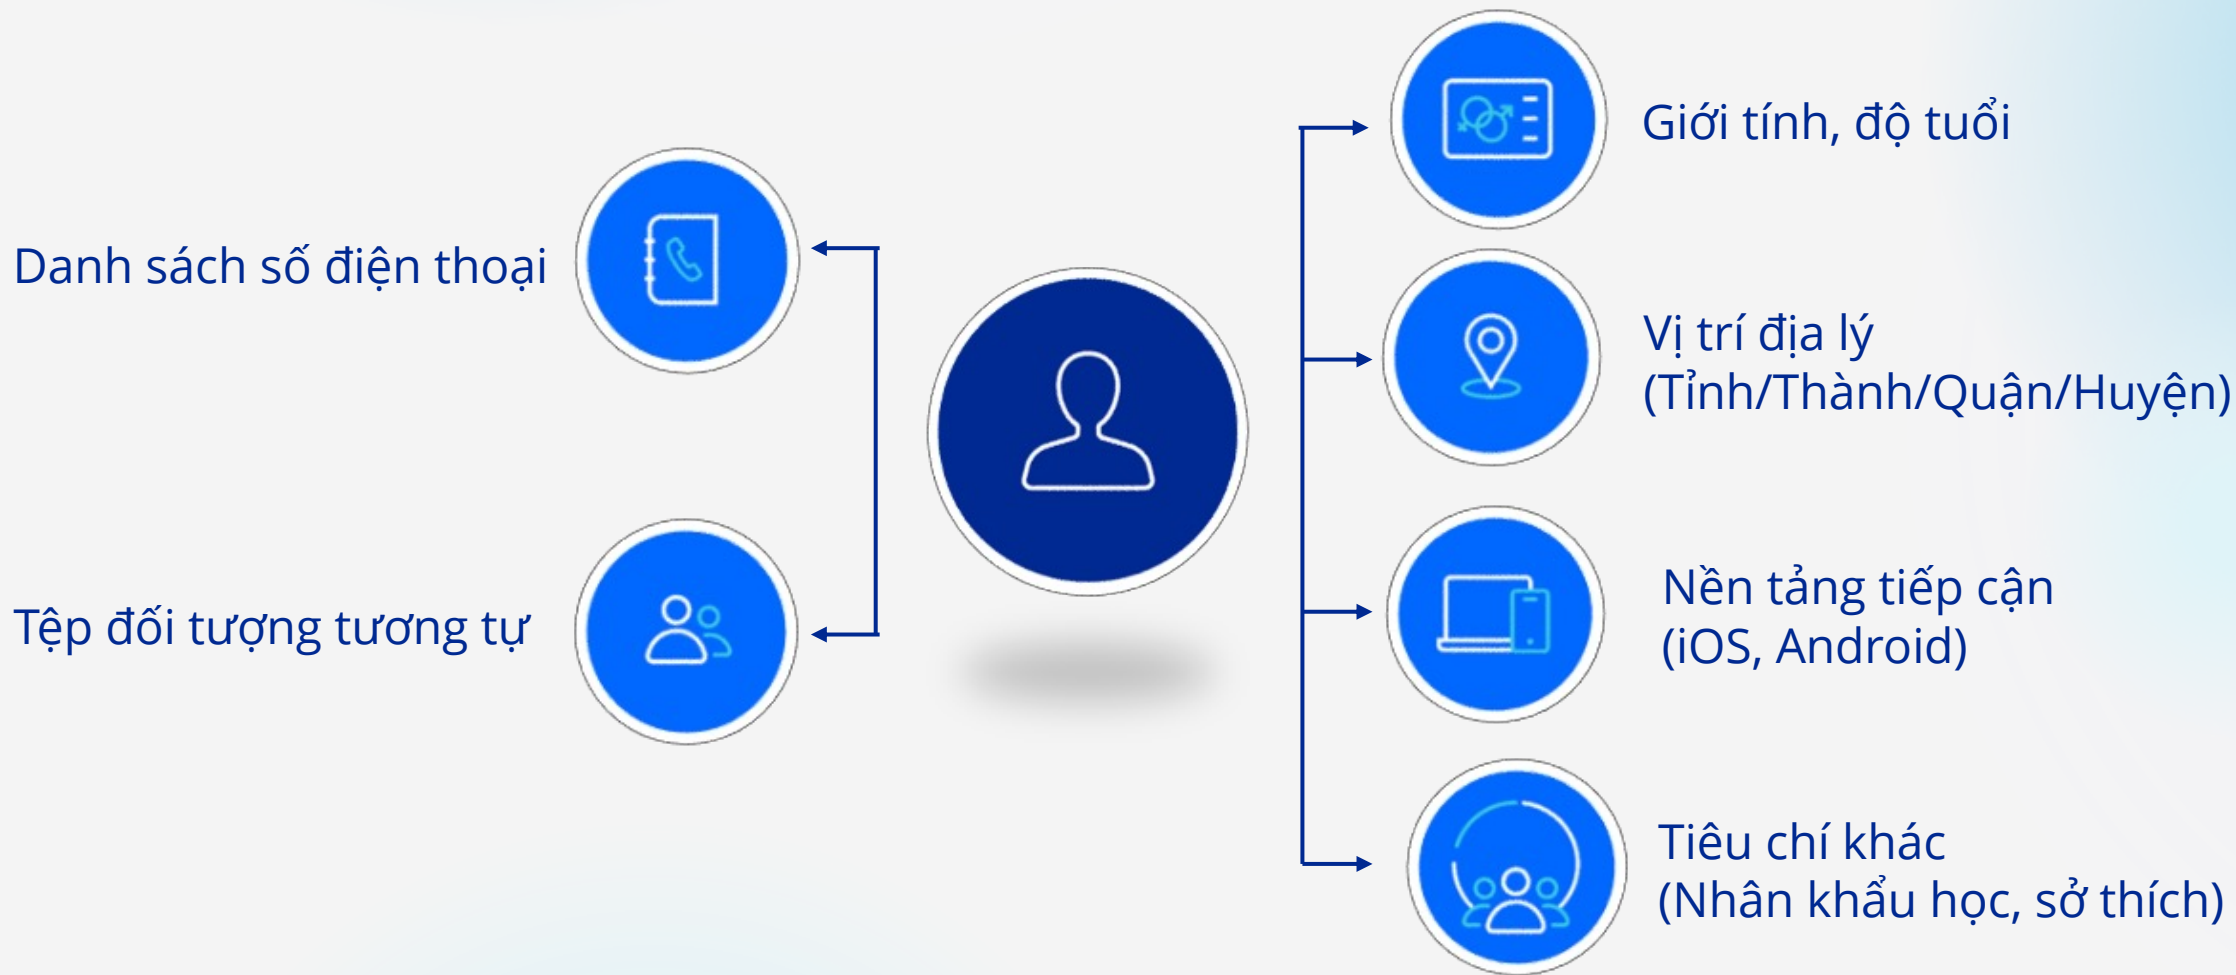 Danh sách số điện thoại
Tệp đối tượng tương tự
Giới tính, độ tuổi
Vị trí địa lý
(Tỉnh/Thành/Quận/Huyện)
Nền tảng tiếp cận
(iOS, Android)
Tiêu chí khác
(Nhân khẩu học, sở thích)